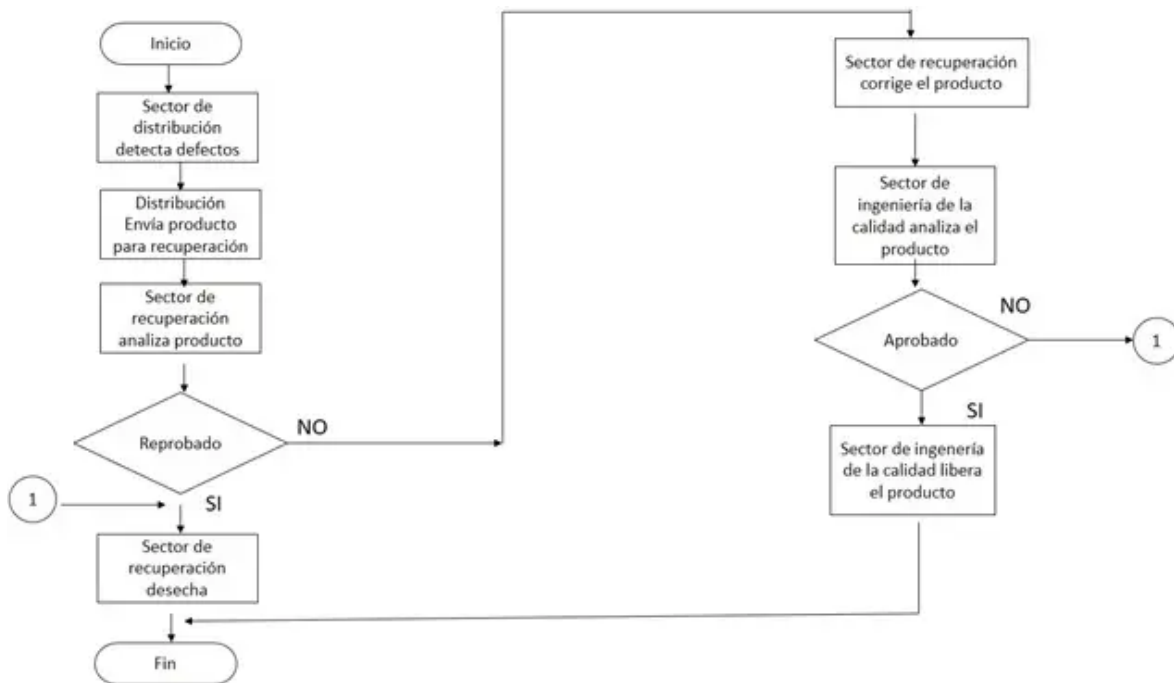 Inicio
Sector de
distribución
detecta defectos
Distribución
Envía producto
para recuperación
Sector de
recuperación
analiza producto
Reprobado
NO
1
SI
Sector de
recuperación
desecha
Fin
Sector de recuperación
corrige el producto
Sector de
ingeniería de la
calidad analiza el
producto
NO
Aprobado
1
SI
Sector de ingenería
de la calidad libera
el producto